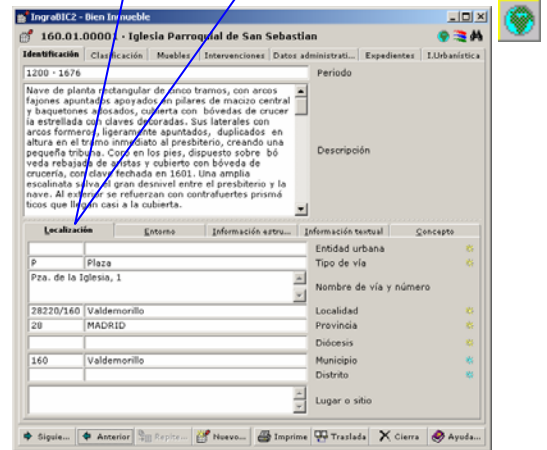 IngraBIC2 - Bien Inmueble
160.01.00001 - Iglesia Parroquial de San Sebastian
Identificación Clasificación Muebles Intervenciones Datos administrati... Expedientes I.Urbanística
1200 - 1676 Periodo
Nave de planta rectangular de cinco tramos, con arcos
fajones apuntados apoyados en pilares de macizo central
y baquetones adosados, cubierta con bóvedas de crucer
ía estrellada con claves decoradas. Sus laterales con
arcos formeros, ligeramente apuntados, duplicados en
altura en el tramo inmediato al presbiterio, creando una
pequeña tribuna. Coro en los pies, dispuesto sobre bó
veda rebajada de aristas y cubierto con bóveda de
crucería, con clave fechada en 1601. Una amplia
escalinata salva el gran desnivel entre el presbiterio y la
nave. Al exterior se refuerzan con contrafuertes prismá
ticos que llegan casi a la cubierta.
Descripción
Localización Entorno Información estru... Información textual Concepto
Entidad urbana
P Plaza Tipo de vía
Pza. de la Iglesia, 1 Nombre de vía y número
28220/160 Valdemorillo Localidad
28 MADRID Provincia
Diócesis
160 Valdemorillo Municipio
Distrito
Lugar o sitio
Siguie... Anterior Repite... Nuevo... Imprime Traslada Cierra Ayuda...